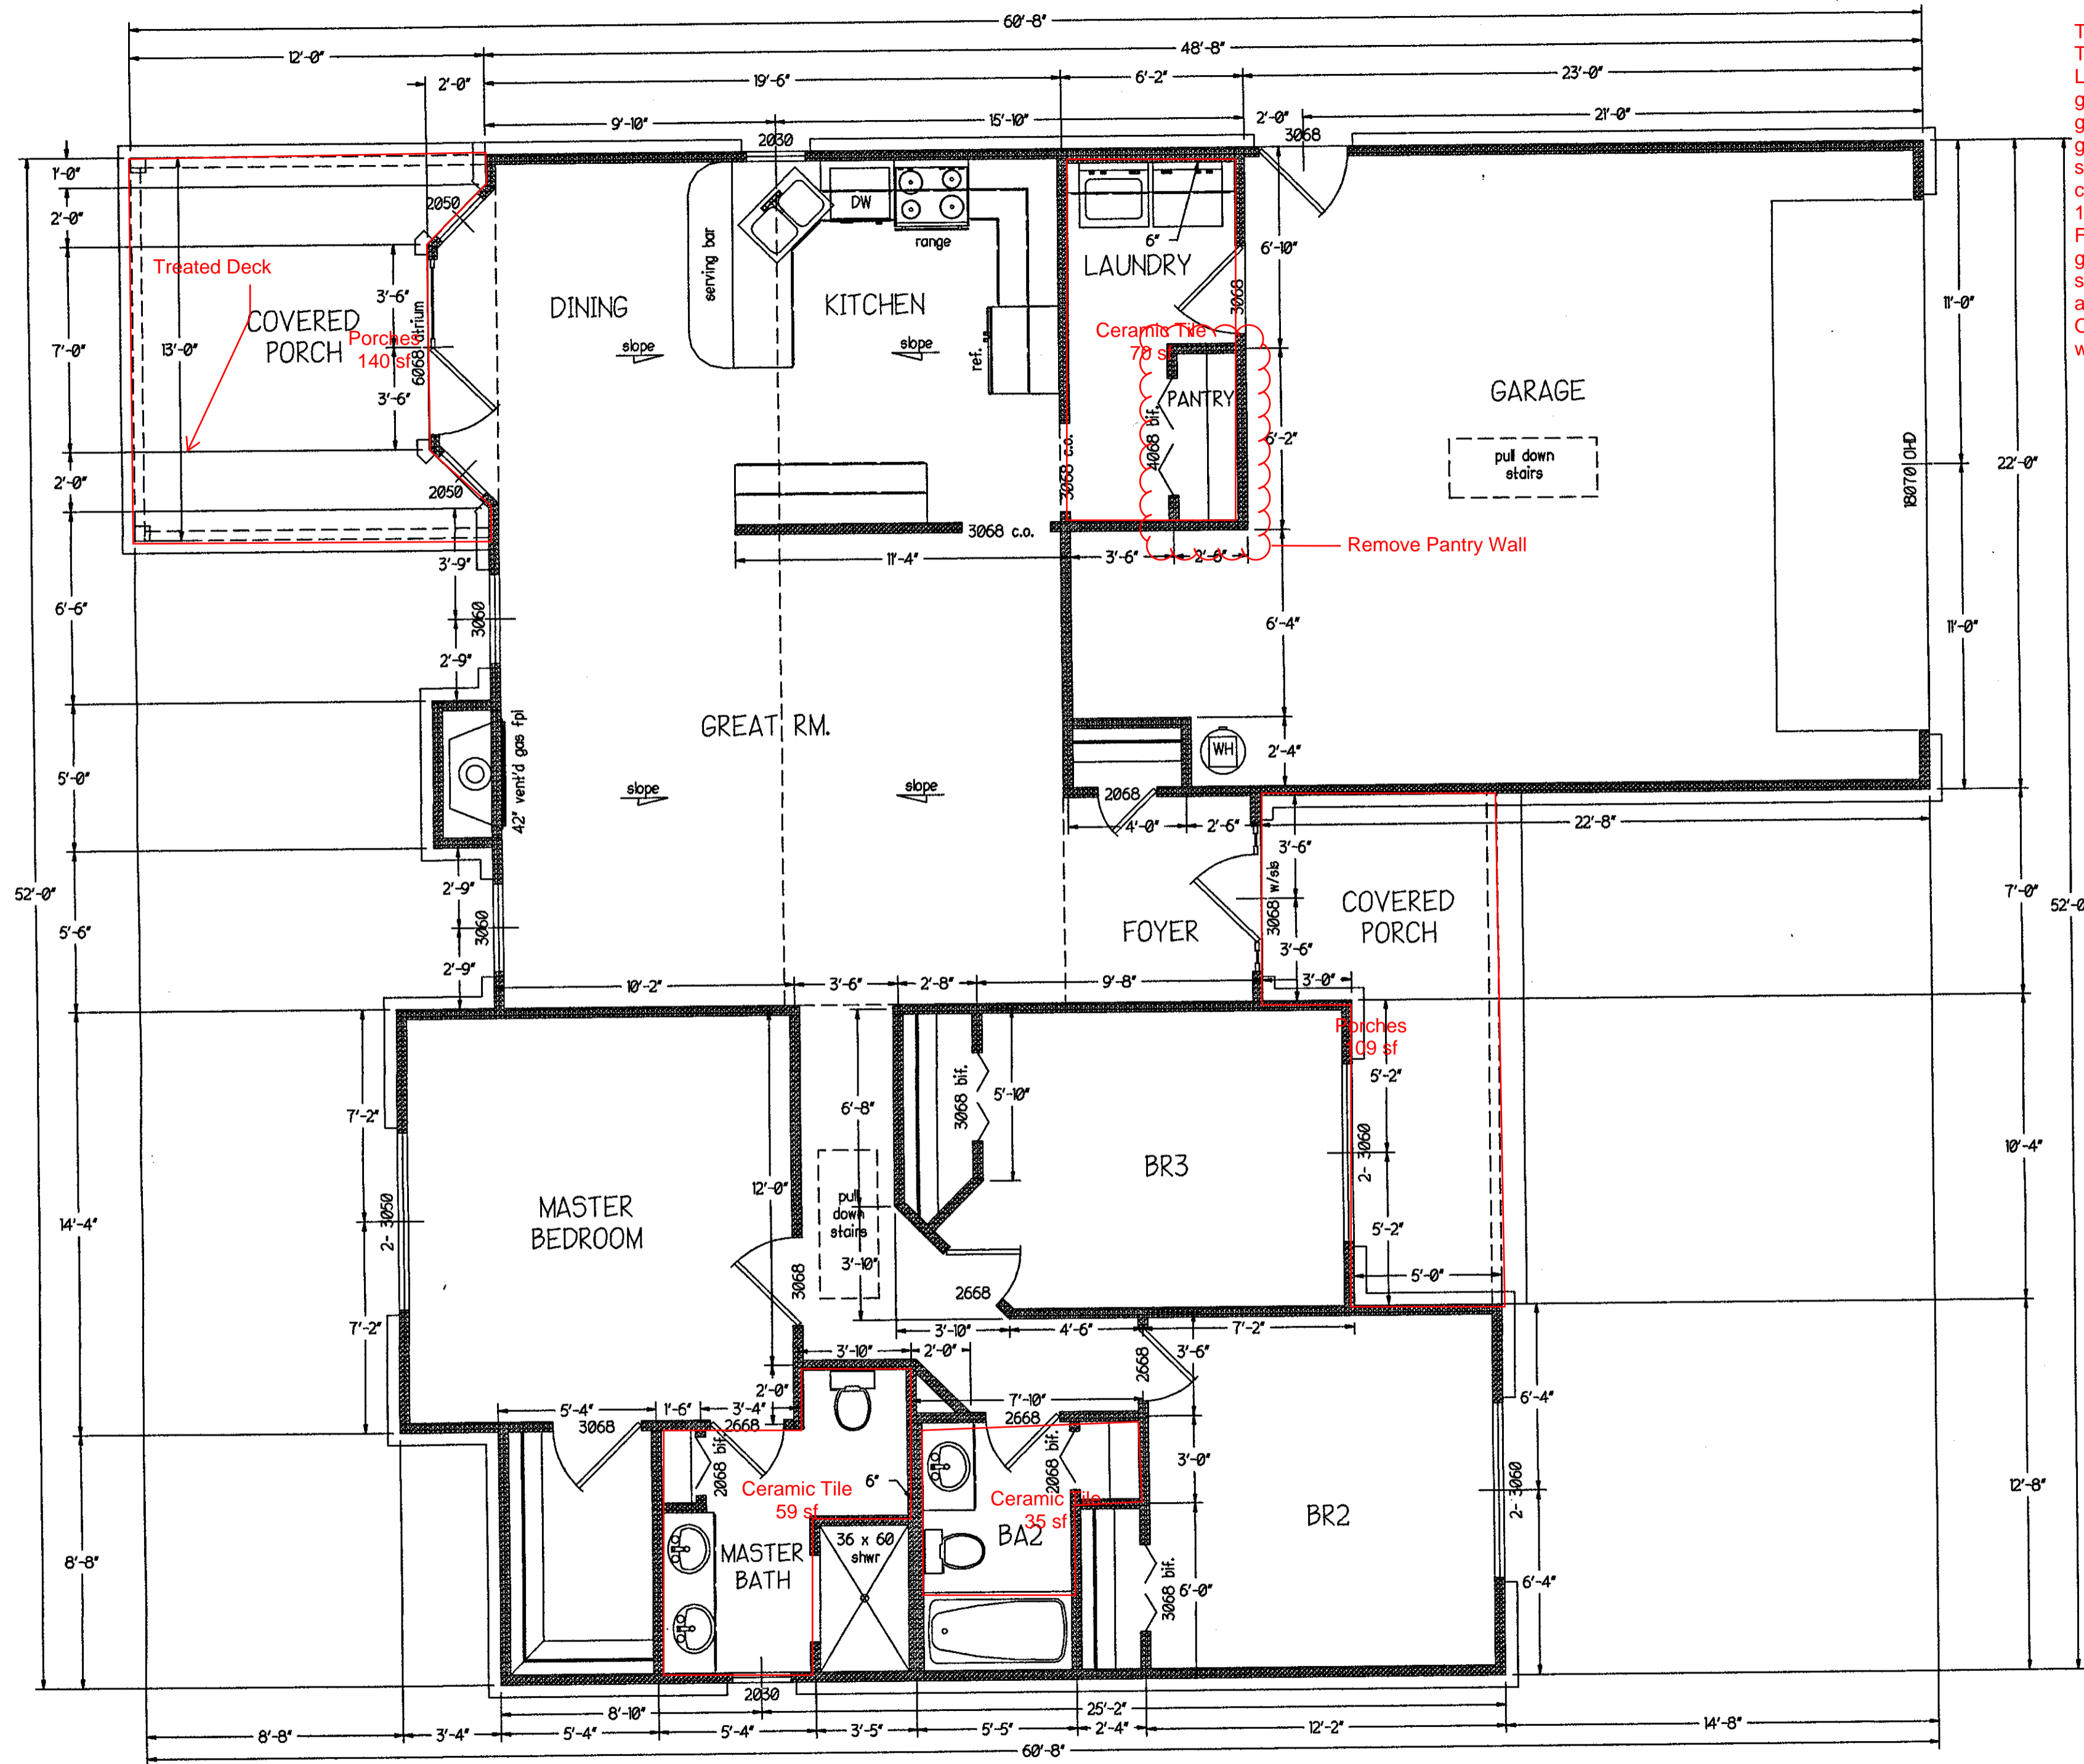 60'-8"
12'-0"
48'-8"
2'-0"
19'-6"
6'-2"
23'-0"
9'-10"
15'-10"
2'-0"
21'-0"
2030
3068
1'-0"
2'-0"
7'-0"
2'-0"
6'-6"
5'-0"
5'-6"
14'-4"
8'-8"
52'-0"
Treated Deck
COVERED
PORCH
13'-0"
Porches
140 sf
2050
3'-6"
6068 atrium
3'-6"
2050
DINING
serving bar
KITCHEN
DW
range
ref.
slope
slope
LAUNDRY
6"
3068
Ceramic Tile
70 sf
PANTRY
4068 bif.
3068 c.o.
3068 c.o.
11'-4"
3'-6"
2'-6"
Remove Pantry Wall
6'-10"
6'-2"
6'-4"
2'-4"
GARAGE
pull down
stairs
18070 OHD
11'-0"
11'-0"
22'-0"
3'-9"
3060
2'-9"
42" vent'd gas fpl
GREAT RM.
slope
slope
WH
2068
4'-0"
2'-6"
22'-8"
2'-9"
3060
2'-9"
FOYER
3'-6"
3068 w/sls
3'-6"
COVERED
PORCH
7'-0"
52'-0"
10'-2"
3'-6"
2'-8"
9'-8"
3'-0"
Porches
09 sf
7'-2"
2- 3050
7'-2"
MASTER
BEDROOM
12'-0"
6'-8"
pull
down
stairs
3'-10"
3068
3068 bif.
5'-10"
BR3
2668
5'-2"
2- 3060
5'-2"
5'-0"
10'-4"
3'-10"
4'-6"
7'-2"
3'-10"
2'-0"
2'-0"
2668
3'-6"
7'-10"
5'-4"
1'-6"
3'-4"
3068
2668
2668
2068 bif.
2068 bif.
6"
Ceramic Tile
59 sf
Ceramic Tile
35 sf
MASTER
BATH
36 x 60
shwr
BA2
3'-0"
6'-0"
3068 bif.
BR2
6'-4"
2- 3060
6'-4"
12'-8"
2030
8'-10"
25'-2"
8'-8"
3'-4"
5'-4"
5'-4"
3'-5"
5'-5"
2'-4"
12'-2"
14'-8"
60'-8"